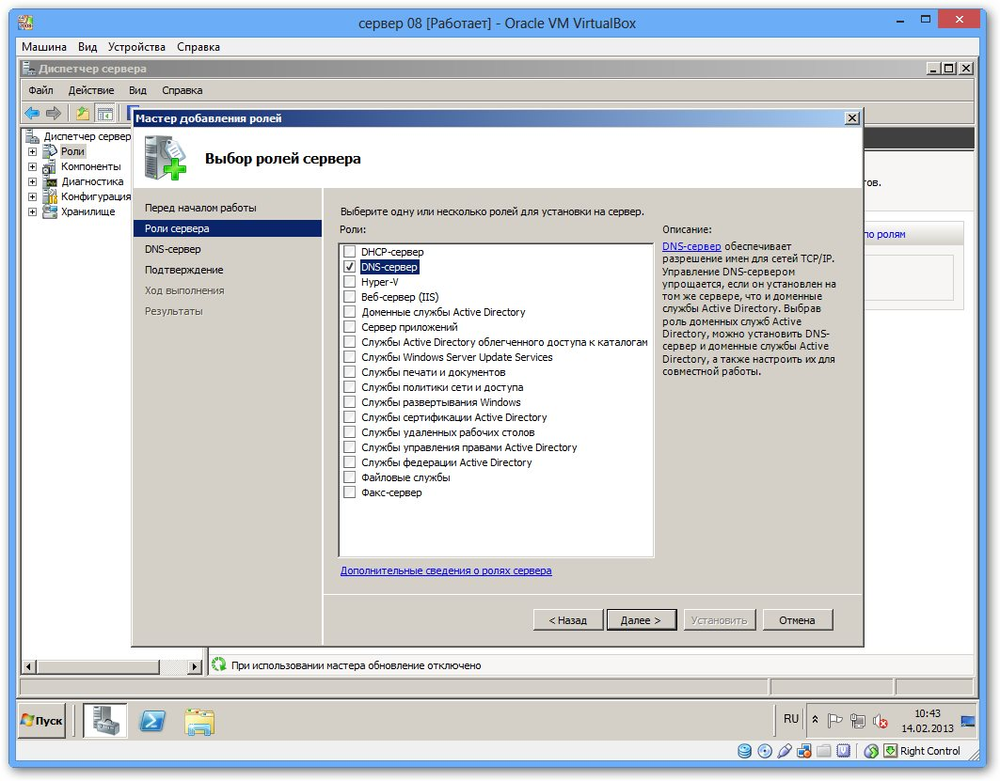 сервер 08 [Работает] - Oracle VM VirtualBox
Машина Вид Устройства Справка
Диспетчер сервера
Файл Действие Вид Справка
Диспетчер сервер
Роли
Компоненты
Диагностика
Конфигурация
Хранилище
Мастер добавления ролей
Выбор ролей сервера
Перед началом работы
Роли сервера
DNS-сервер
Подтверждение
Ход выполнения
Результаты
Выберите одну или несколько ролей для установки на сервер.
Роли:
DHCP-сервер
DNS-сервер
Hyper-V
Веб-сервер (IIS)
Доменные службы Active Directory
Сервер приложений
Службы Active Directory облегченного доступа к каталогам
Службы Windows Server Update Services
Службы печати и документов
Службы политики сети и доступа
Службы развертывания Windows
Службы сертификации Active Directory
Службы удаленных рабочих столов
Службы управления правами Active Directory
Службы федерации Active Directory
Файловые службы
Факс-сервер
Дополнительные сведения о ролях сервера
Описание:
DNS-сервер обеспечивает
разрешение имен для сетей TCP/IP.
Управление DNS-сервером
упрощается, если он установлен на
том же сервере, что и доменные
службы Active Directory. Выбрав
роль доменных служб Active
Directory, можно установить DNS-
сервер и доменные службы Active
Directory, а также настроить их для
совместной работы.
< Назад Далее > Установить Отмена
тов.
по ролям
При использовании мастера обновление отключено
Пуск
RU
10:43
14.02.2013
Right Control